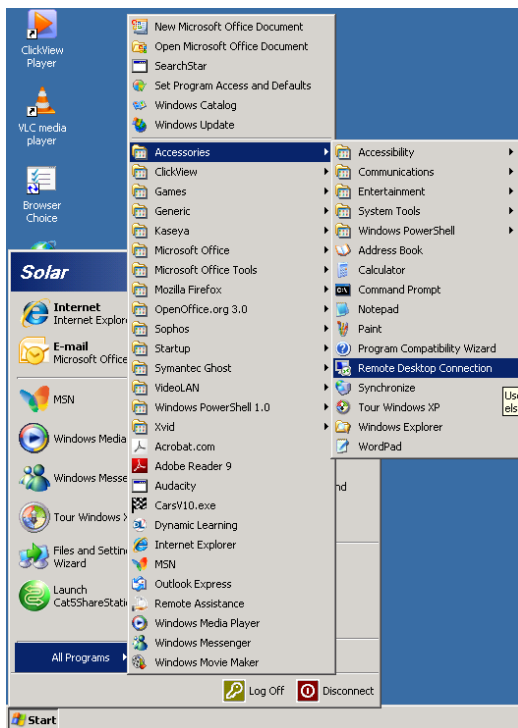 ClickView
Player
VLC media
player
Browser
Choice
Solar
Internet
Internet Explor
E-mail
Microsoft Office
MSN
Windows Media
Windows Messe
Tour Windows
Files and Settin
Wizard
Launch
Cat5ShareStati
All Programs
New Microsoft Office Document
Open Microsoft Office Document
SearchStar
Set Program Access and Defaults
Windows Catalog
Windows Update
Accessories
ClickView
Games
Generic
Kaseya
Microsoft Office
Microsoft Office Tools
Mozilla Firefox
OpenOffice.org 3.0
Sophos
Startup
Symantec Ghost
VideoLAN
Windows PowerShell 1.0
Xvid
Acrobat.com
Adobe Reader 9
Audacity
CarsV10.exe
Dynamic Learning
Internet Explorer
MSN
Outlook Express
Remote Assistance
Windows Media Player
Windows Messenger
Windows Movie Maker
Accessibility
Communications
Entertainment
System Tools
Windows PowerShell
Address Book
Calculator
Command Prompt
Notepad
Paint
Program Compatibility Wizard
Remote Desktop Connection
Synchronize
Tour Windows XP
Windows Explorer
WordPad
Use
els
nd
Log Off
Disconnect
Start